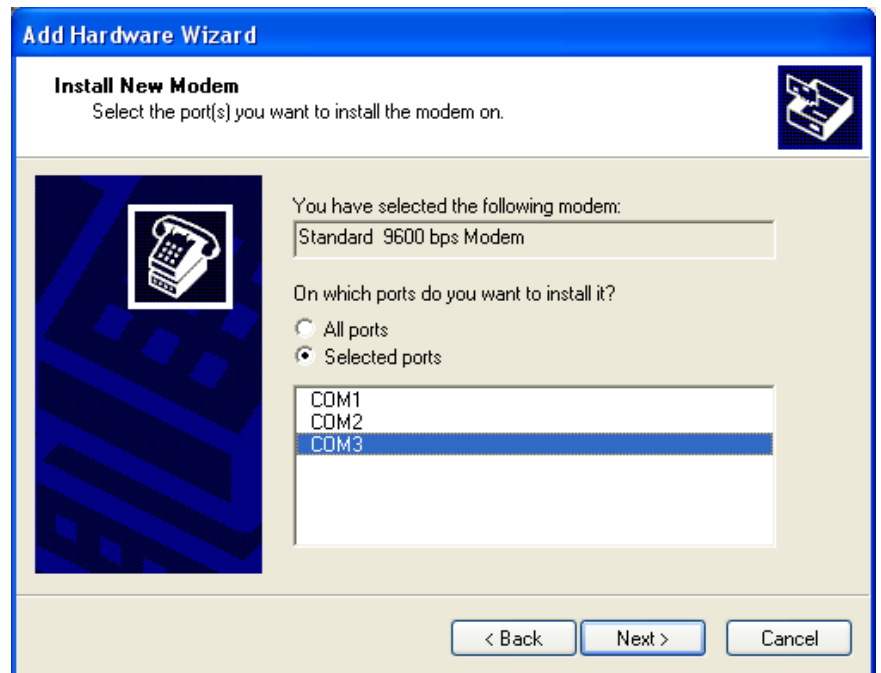 Add Hardware Wizard
Install New Modem
Select the port(s) you want to install the modem on.
You have selected the following modem:
Standard  9600 bps Modem
On which ports do you want to install it?
All ports
Selected ports
COM1
COM2
COM3
< Back Next > Cancel